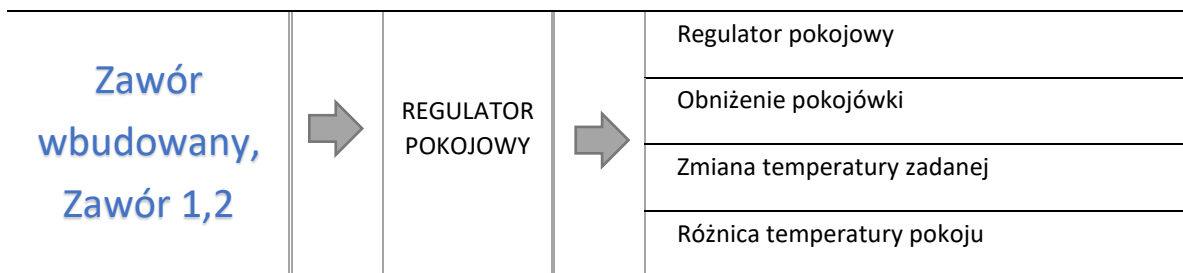 Zawór
wbudowany,
Zawór 1,2
REGULATOR
POKOJOWY
Regulator pokojowy
Obniżenie pokojówki
Zmiana temperatury zadanej
Różnica temperatury pokoju